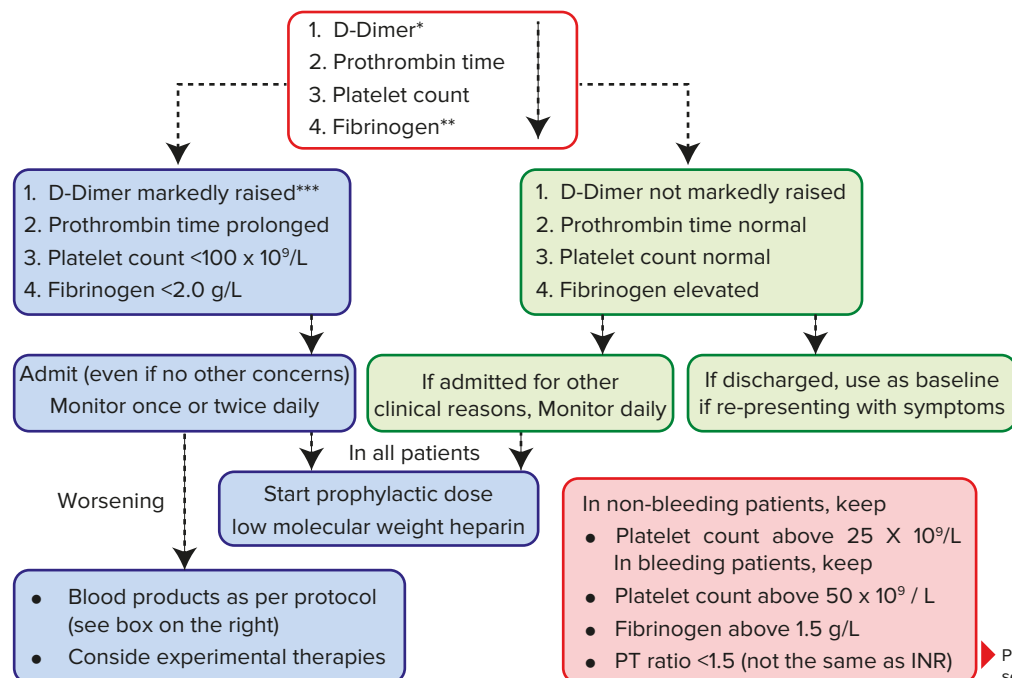 1. D-Dimer*
2. Prothrombin time
3. Platelet count
4. Fibrinogen**
1. D-Dimer markedly raised***
2. Prothrombin time prolonged
3. Platelet count <100 x 10⁹/L
4. Fibrinogen <2.0 g/L
1. D-Dimer not markedly raised
2. Prothrombin time normal
3. Platelet count normal
4. Fibrinogen elevated
Admit (even if no other concerns)
Monitor once or twice daily
If admitted for other
clinical reasons, Monitor daily
If discharged, use as baseline
if re-presenting with symptoms
In all patients
Worsening
Start prophylactic dose
low molecular weight heparin
In non-bleeding patients, keep
• Platelet count above 25 X 10⁹/L
In bleeding patients, keep
• Platelet count above 50 x 10⁹ / L
• Fibrinogen above 1.5 g/L
• PT ratio <1.5 (not the same as INR)
• Blood products as per protocol
(see box on the right)
• Conside experimental therapies
P